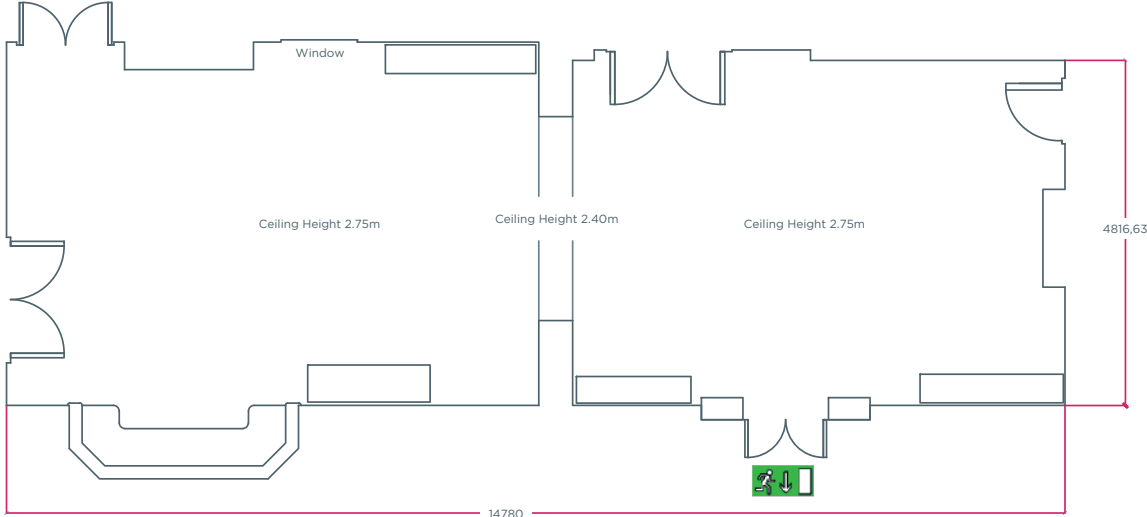 Window
Ceiling Height 2.75m
Ceiling Height 2.40m
Ceiling Height 2.75m
4816,63
14780